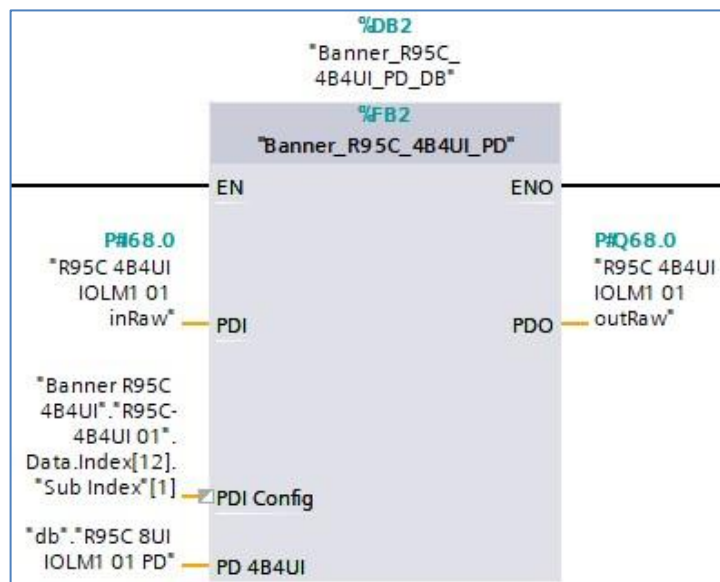 %DB2
"Banner_R95C_
4B4UI_PD_DB"
%FB2
"Banner_R95C_4B4UI_PD"
EN
ENO
P#I68.0
"R95C 4B4UI
IOLM1 01
inRaw"
PDI
P#Q68.0
"R95C 4B4UI
IOLM1 01
outRaw"
PDO
"Banner R95C
4B4UI"."R95C-
4B4UI 01".
Data.Index[12].
"Sub Index"[1]
PDI Config
"db"."R95C 8UI
IOLM1 01 PD"
PD 4B4UI